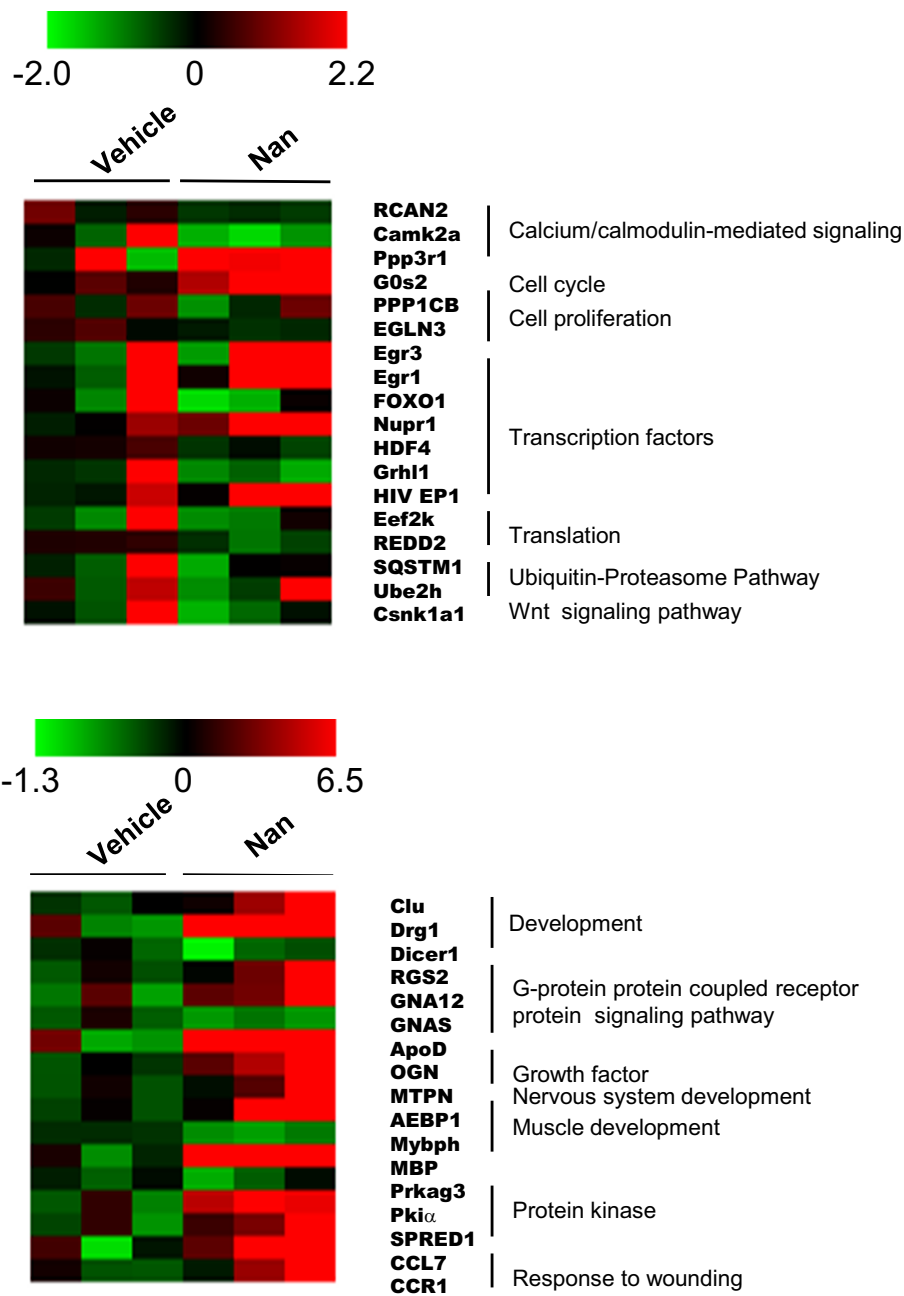 -2.0 0 2.2
Vehicle Nan
RCAN2
Camk2a
Ppp3r1
Calcium/calmodulin-mediated signaling
G0s2
Cell cycle
PPP1CB
EGLN3
Cell proliferation
Egr3
Egr1
FOXO1
Nupr1
HDF4
Grhl1
HIV EP1
Transcription factors
Eef2k
REDD2
Translation
SQSTM1
Ube2h
Ubiquitin-Proteasome Pathway
Csnk1a1
Wnt signaling pathway
-1.3 0 6.5
Vehicle Nan
Clu
Drg1
Dicer1
Development
RGS2
GNA12
GNAS
G-protein protein coupled receptor
protein signaling pathway
ApoD
OGN
Growth factor
MTPN
Nervous system development
AEBP1
Mybph
Muscle development
MBP
Prkag3
Pkiα
SPRED1
Protein kinase
CCL7
CCR1
Response to wounding